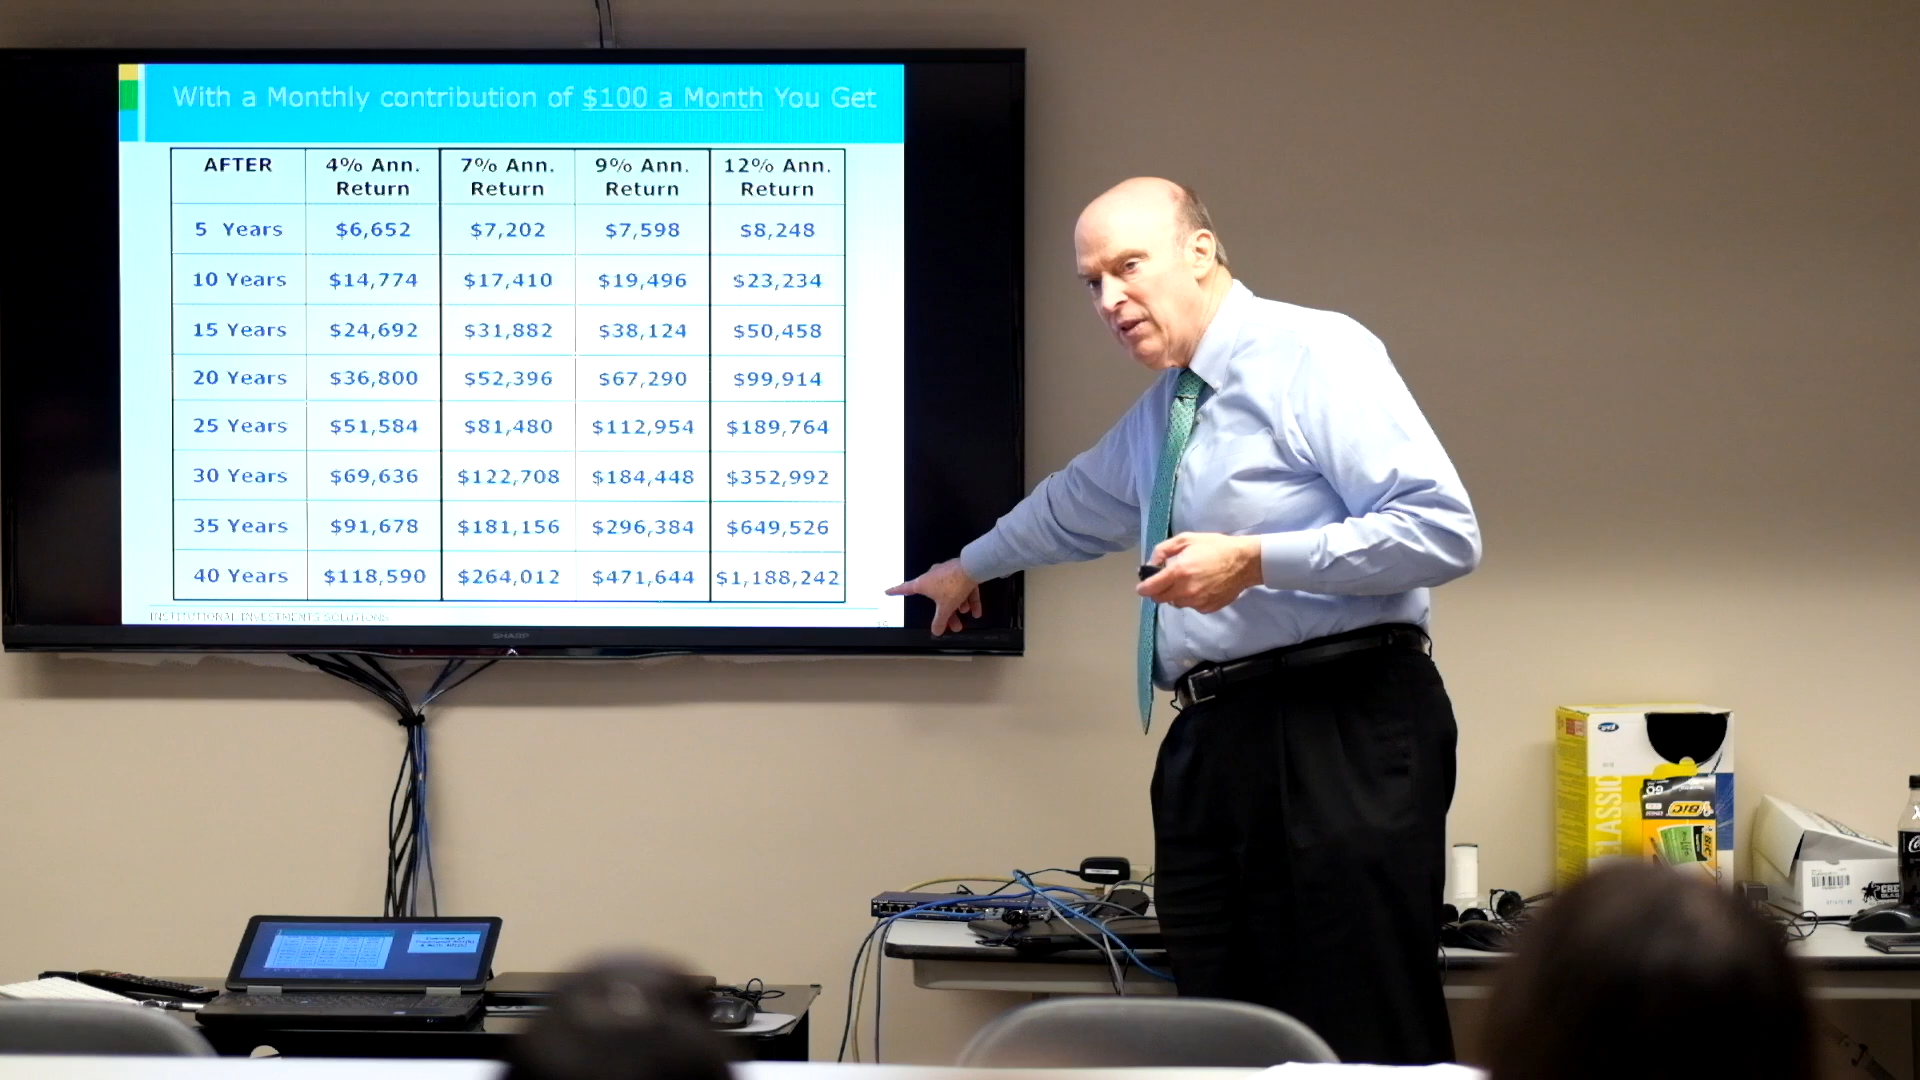 With a Monthly contribution of $100 a Month You Get
AFTER 4% Ann. Return 7% Ann. Return 9% Ann. Return 12% Ann. Return
5 Years $6,652 $7,202 $7,598 $8,248
10 Years $14,774 $17,410 $19,496 $23,234
15 Years $24,692 $31,882 $38,124 $50,458
20 Years $36,800 $52,396 $67,290 $99,914
25 Years $51,584 $81,480 $112,954 $189,764
30 Years $69,636 $122,708 $184,448 $352,992
35 Years $91,678 $181,156 $296,384 $649,526
40 Years $118,590 $264,012 $471,644 $1,188,242
INSTITUTIONAL INVESTMENTS SOLUTIONS
SHARP
CLASSIC
60
BIC
BIC
CRE